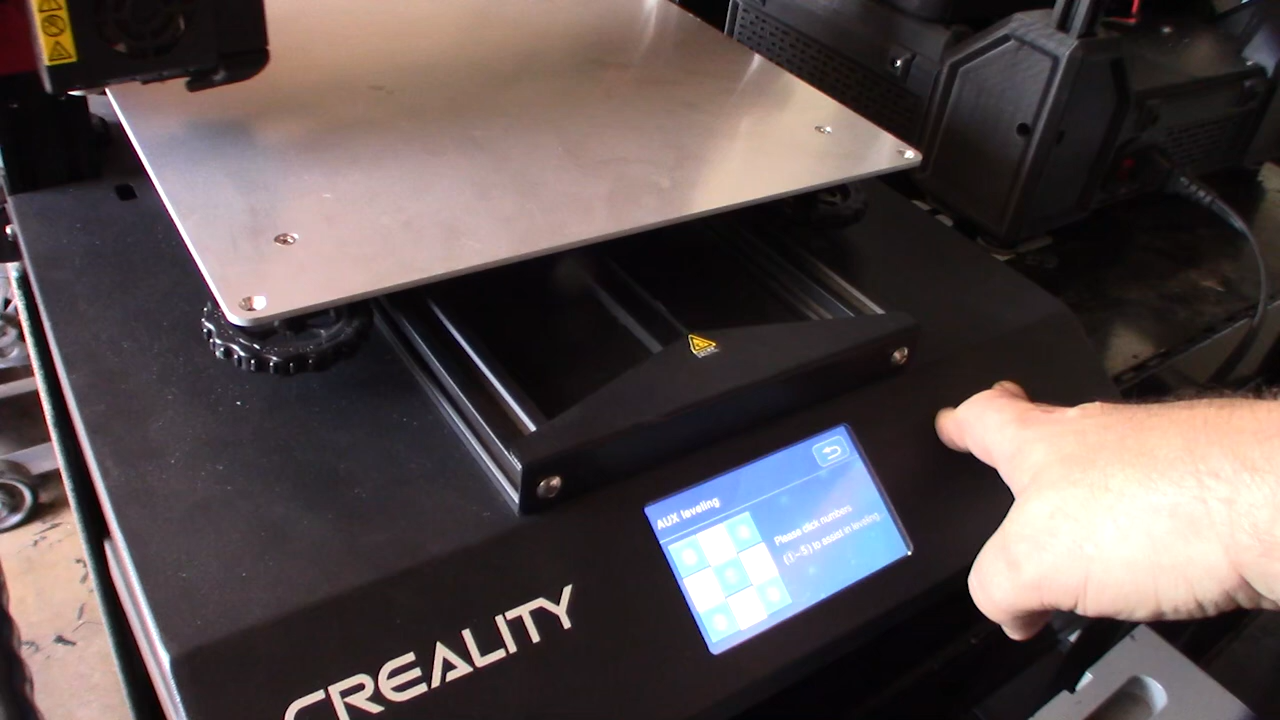 AUX leveling
Please click numbers
(①~⑤) to assist in leveling
CREALITY